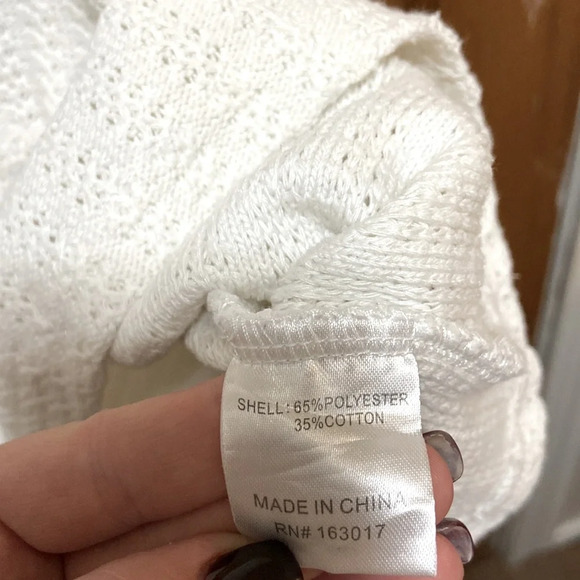 SHELL: 65%POLYESTER
35%COTTON
MADE IN CHINA
RN# 163017